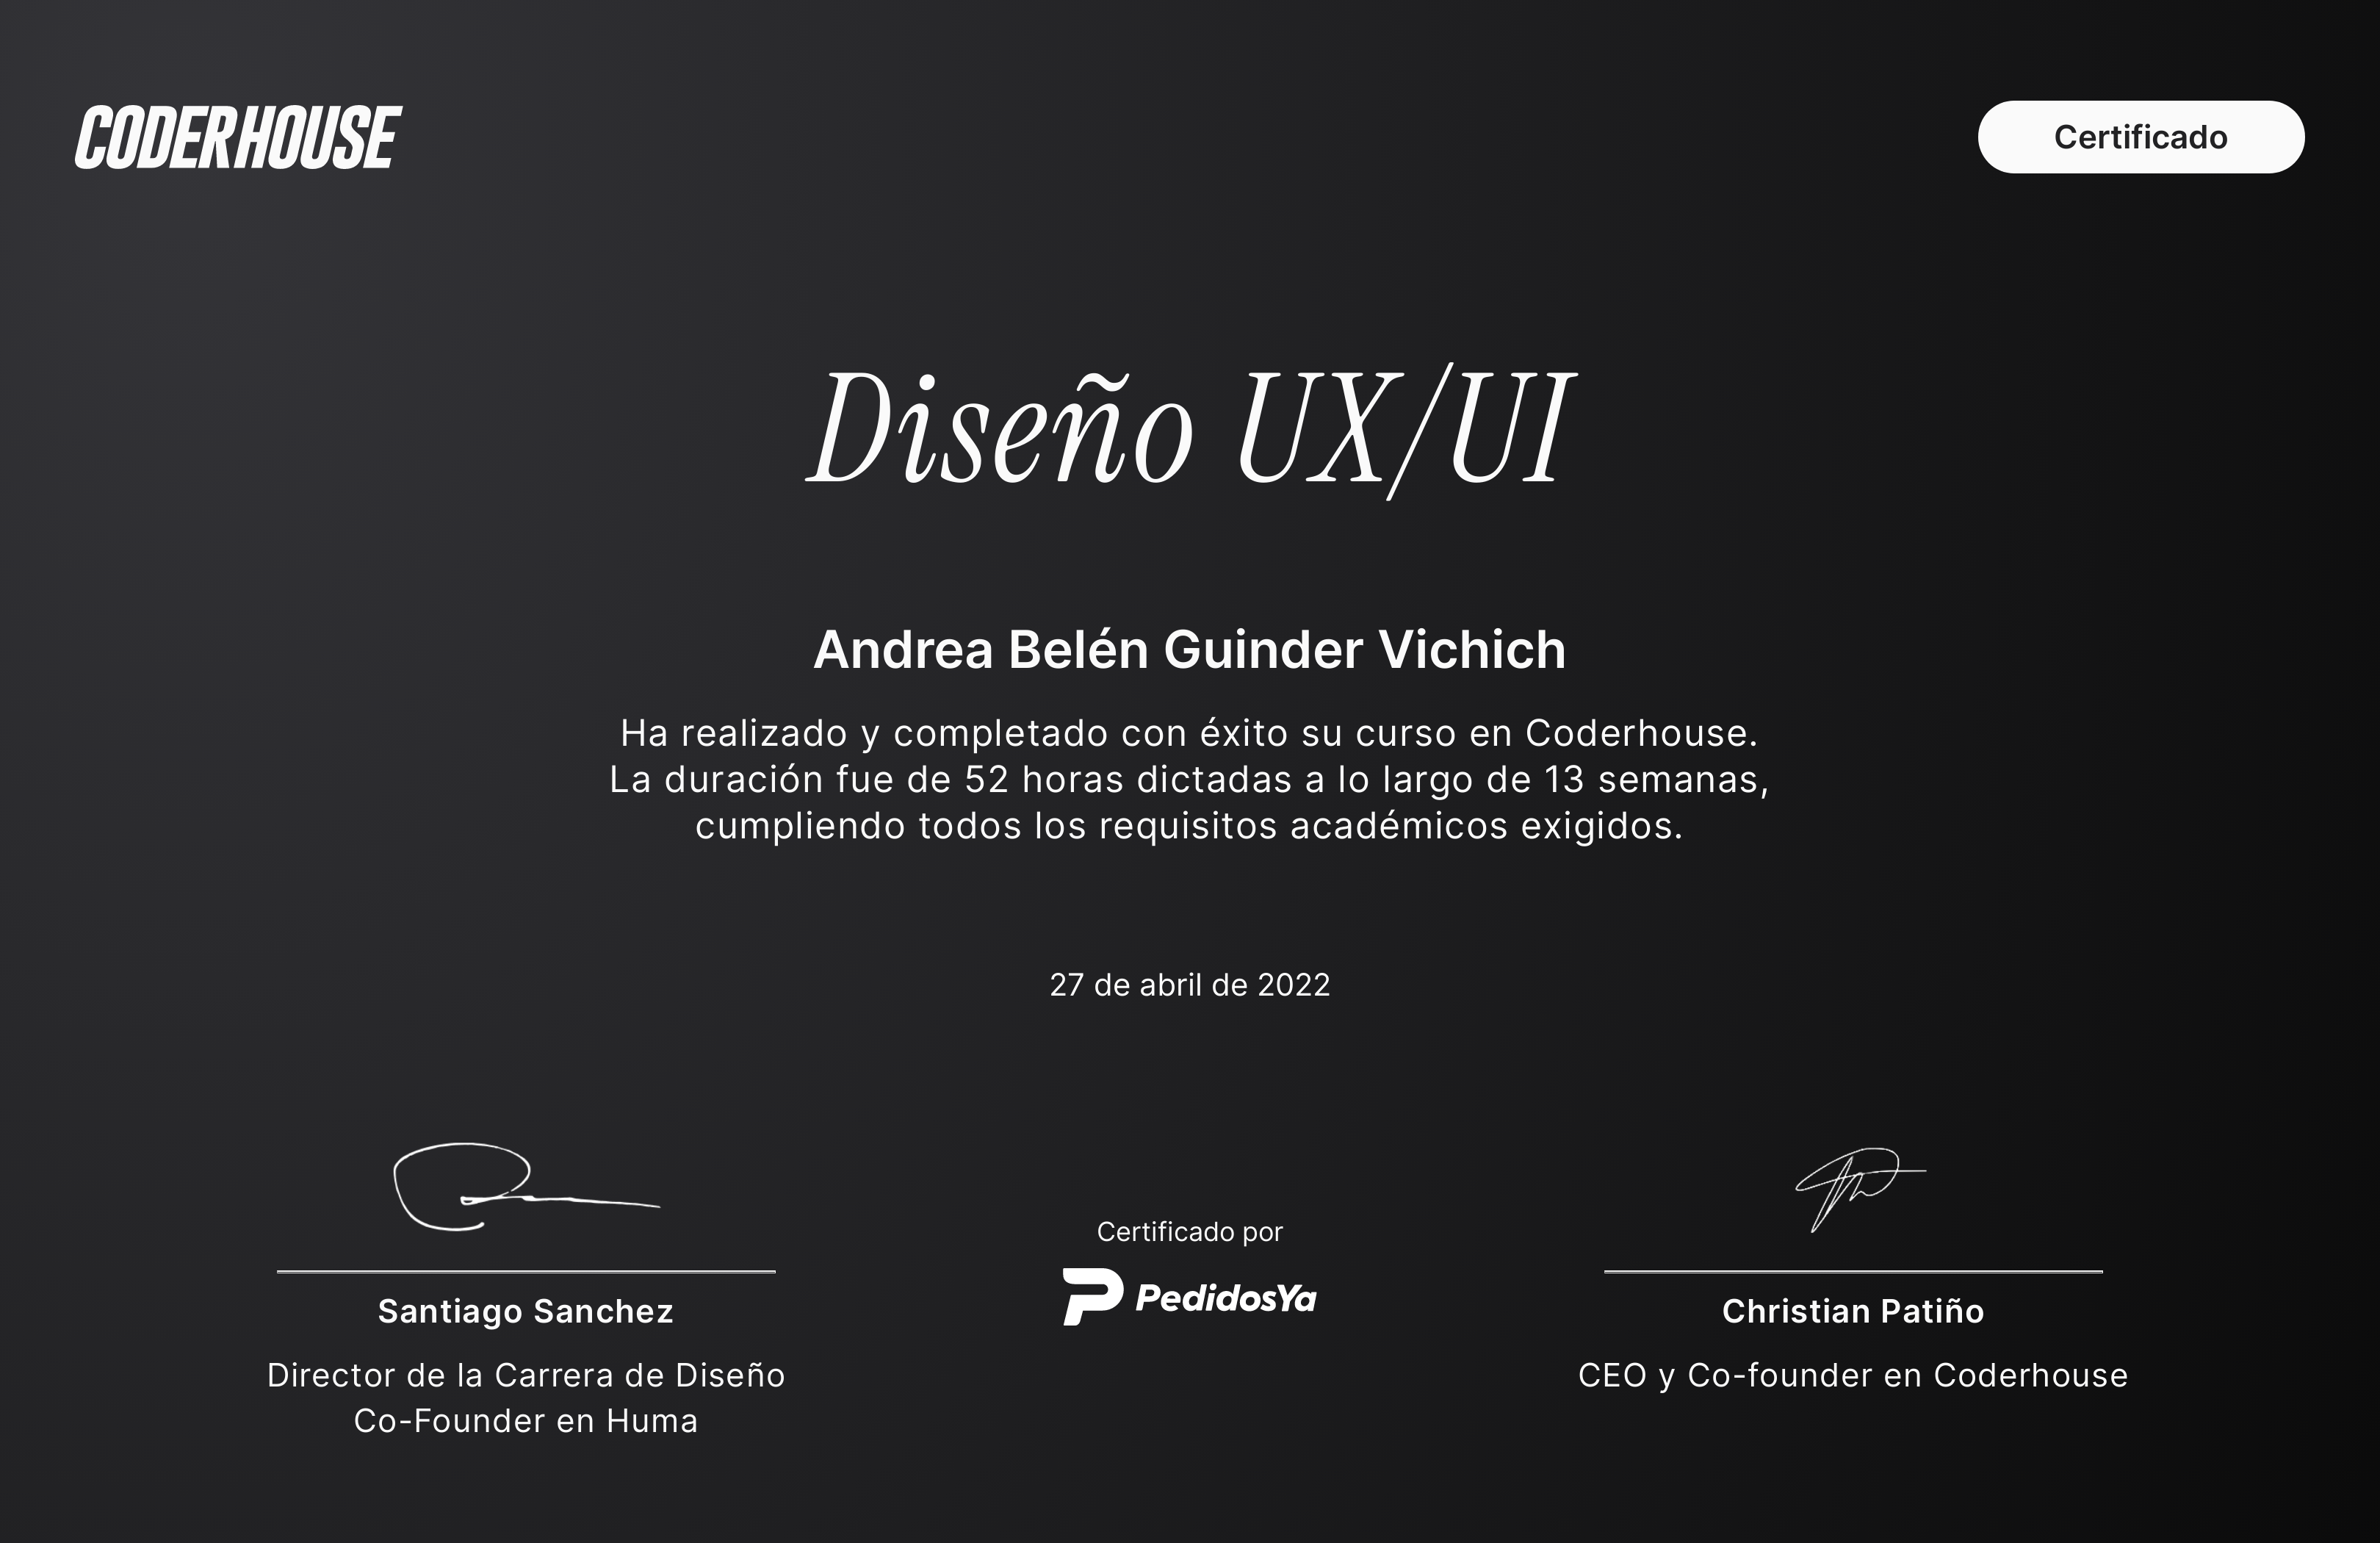 CODERHOUSE
Certificado
Diseño UX/UI
Andrea Belén Guinder Vichich
Ha realizado y completado con éxito su curso en Coderhouse.
La duración fue de 52 horas dictadas a lo largo de 13 semanas,
cumpliendo todos los requisitos académicos exigidos.
27 de abril de 2022
Santiago Sanchez
Director de la Carrera de Diseño
Co-Founder en Huma
Certificado por
PedidosYa
Christian Patiño
CEO y Co-founder en Coderhouse